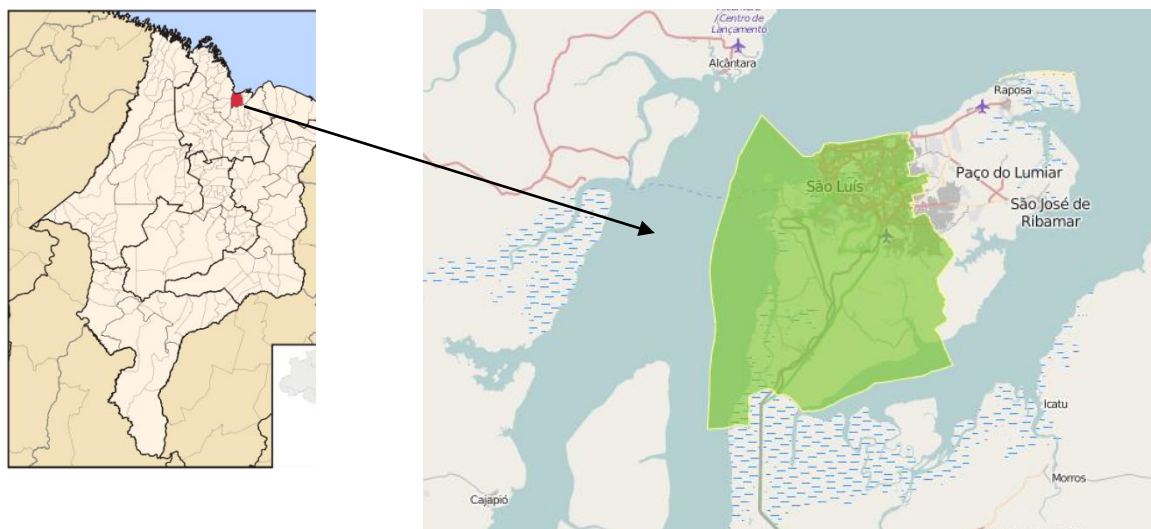 /Centro de
Lançamento
Alcântara
Raposa
Paço do Lumiar
São Luís
São José de
Ribamar
Icatu
Morros
Cajapió